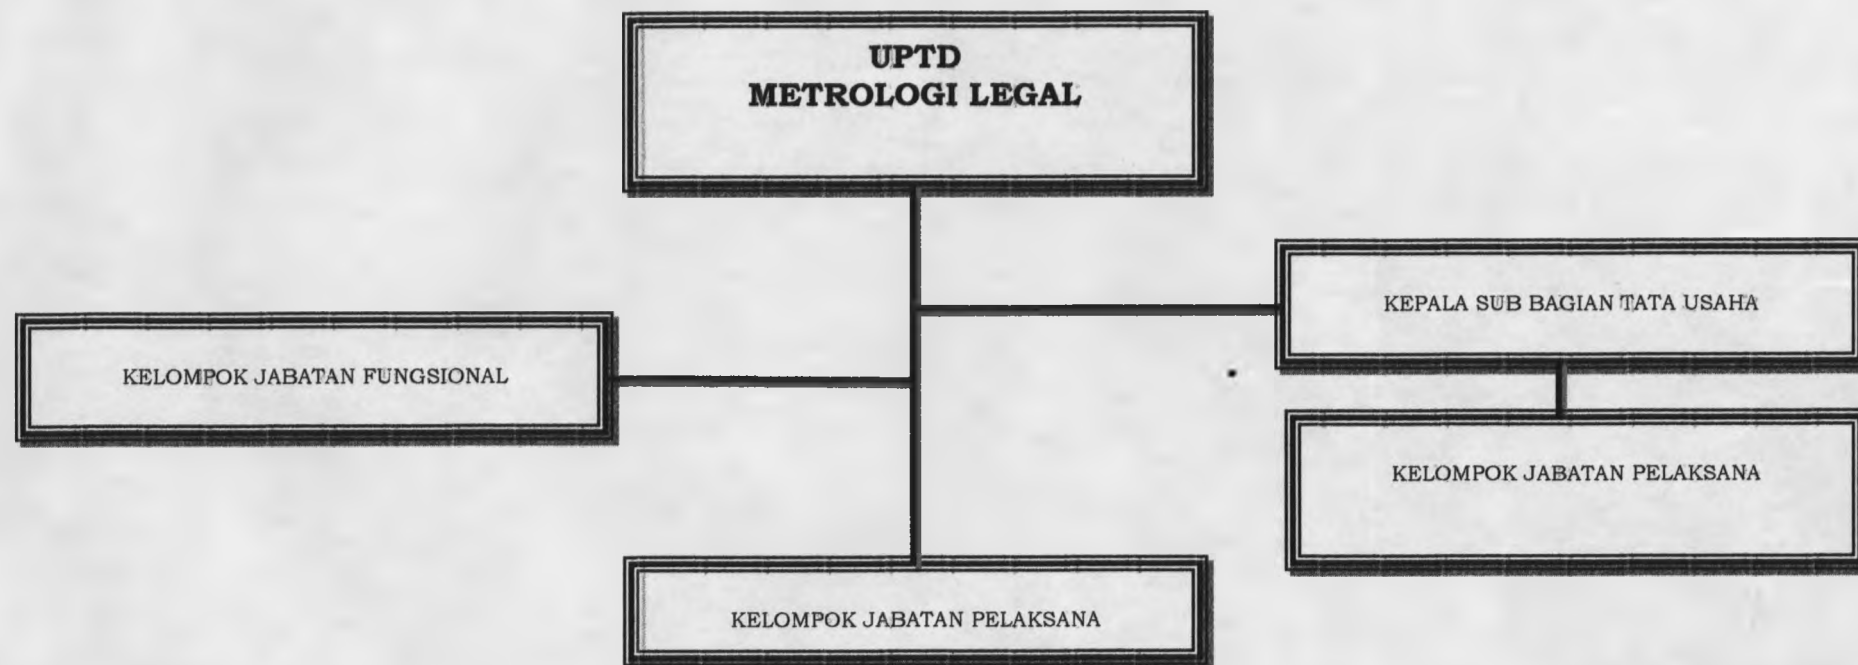 UPTD
METROLOGI LEGAL
KEPALA SUB BAGIAN TATA USAHA
KELOMPOK JABATAN FUNGSIONAL
KELOMPOK JABATAN PELAKSANA
KELOMPOK JABATAN PELAKSANA